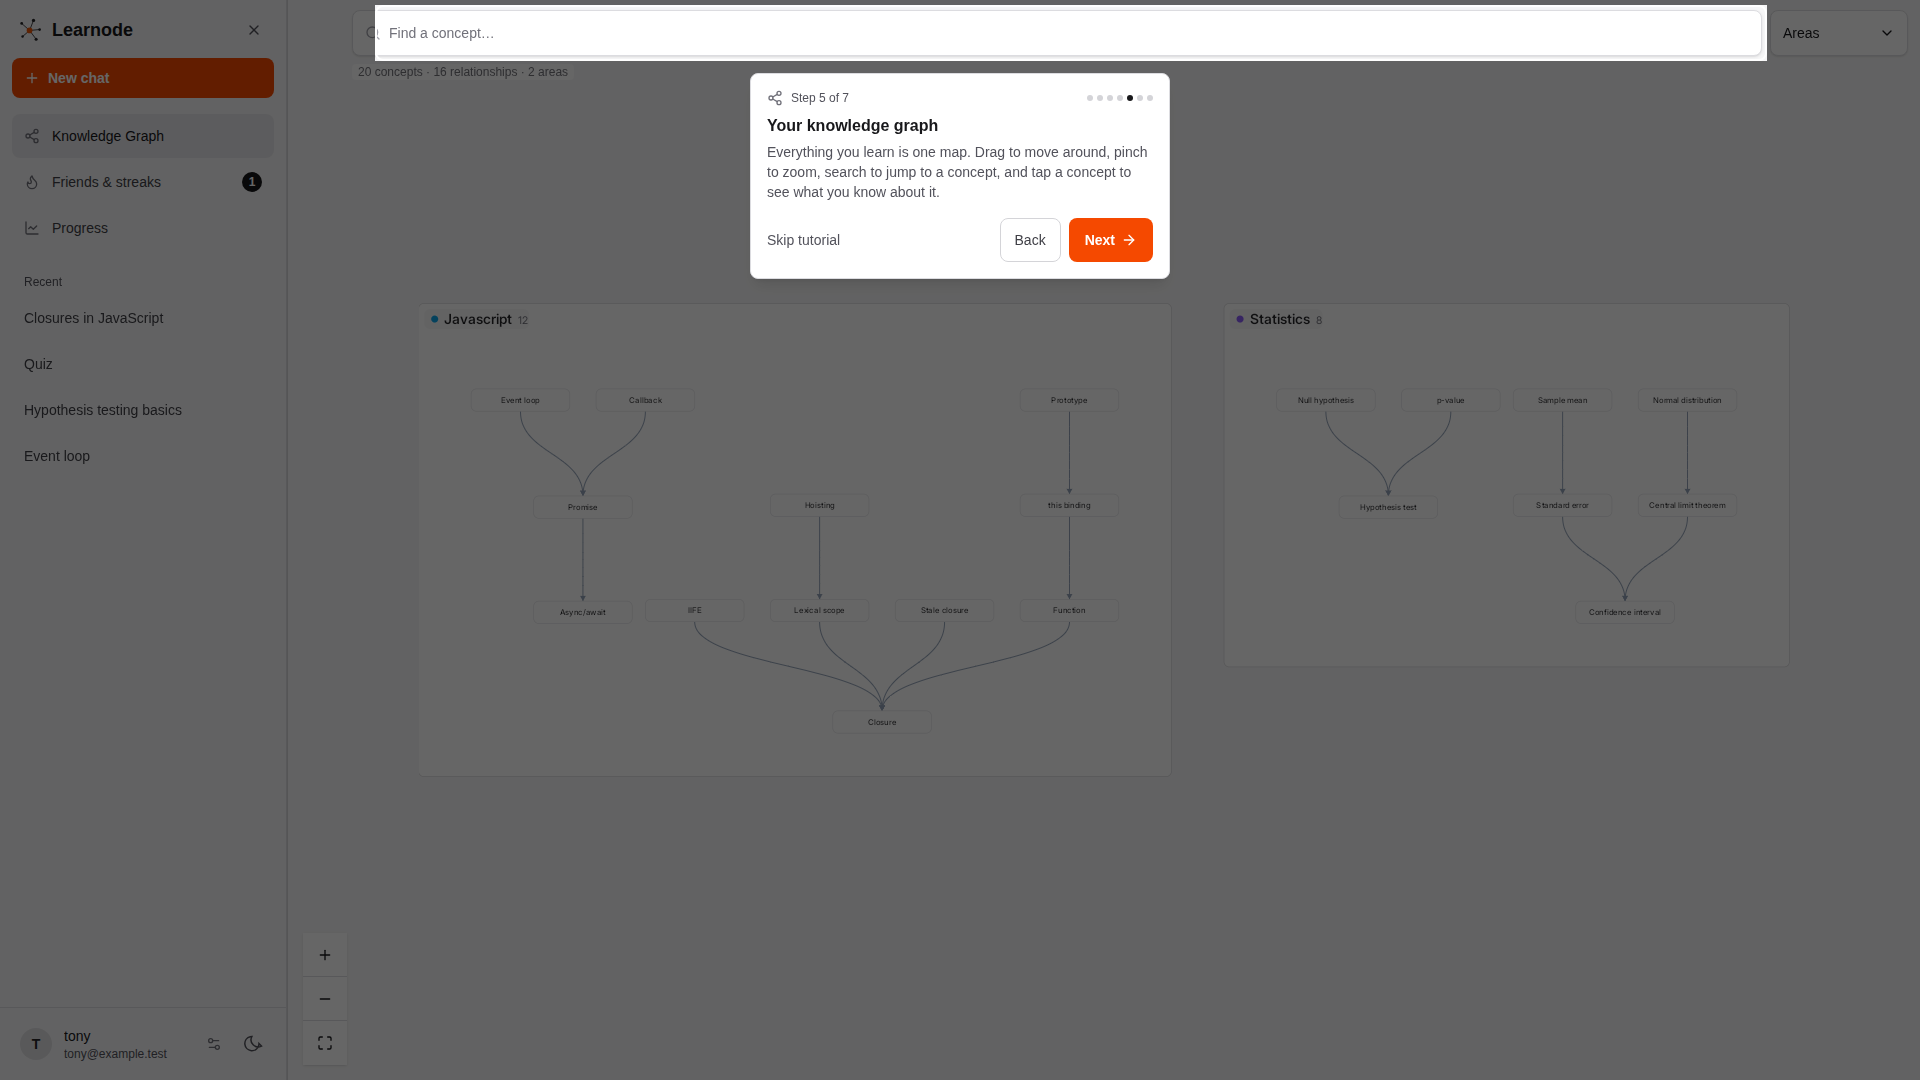 Learnode
New chat
Knowledge Graph
Friends & streaks
1
Progress
Recent
Closures in JavaScript
Quiz
Hypothesis testing basics
Event loop
T
tony
tony@example.test
Find a concept…
Areas
20 concepts · 16 relationships · 2 areas
Step 5 of 7
Your knowledge graph
Everything you learn is one map. Drag to move around, pinch
to zoom, search to jump to a concept, and tap a concept to
see what you know about it.
Skip tutorial
Back
Next
Javascript 12
Event loop
Callback
Prototype
Promise
Hoisting
this binding
Async/await
IIFE
Lexical scope
Stale closure
Function
Closure
Statistics 8
Null hypothesis
p-value
Sample mean
Normal distribution
Hypothesis test
Standard error
Central limit theorem
Confidence interval